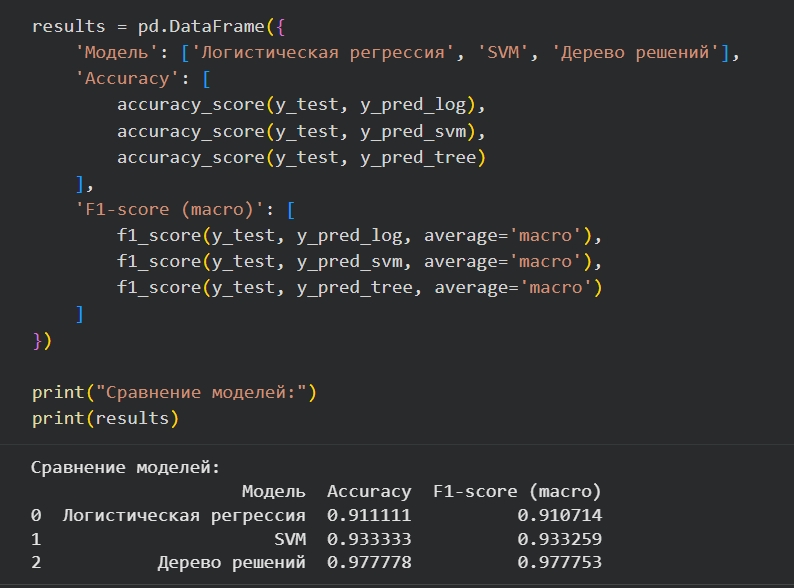 results = pd.DataFrame({
    'Модель': ['Логистическая регрессия', 'SVM', 'Дерево решений'],
    'Accuracy': [
        accuracy_score(y_test, y_pred_log),
        accuracy_score(y_test, y_pred_svm),
        accuracy_score(y_test, y_pred_tree)
    ],
    'F1-score (macro)': [
        f1_score(y_test, y_pred_log, average='macro'),
        f1_score(y_test, y_pred_svm, average='macro'),
        f1_score(y_test, y_pred_tree, average='macro')
    ]
})
print("Сравнение моделей:")
print(results)
Сравнение моделей:
                    Модель  Accuracy  F1-score (macro)
0  Логистическая регрессия  0.911111          0.910714
1                      SVM  0.933333          0.933259
2           Дерево решений  0.977778          0.977753